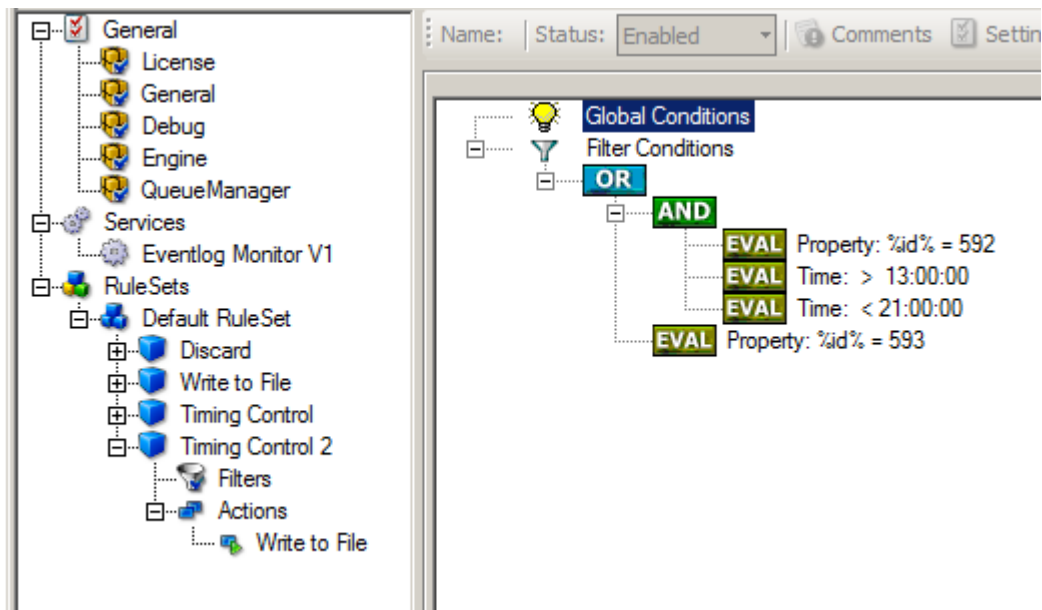 General
License
General
Debug
Engine
QueueManager
Services
Eventlog Monitor V1
RuleSets
Default RuleSet
Discard
Write to File
Timing Control
Timing Control 2
Filters
Actions
Write to File
Name: Status: Enabled Comments Settin
Global Conditions
Filter Conditions
OR
AND
EVAL Property: %id% = 592
EVAL Time: > 13:00:00
EVAL Time: < 21:00:00
EVAL Property: %id% = 593